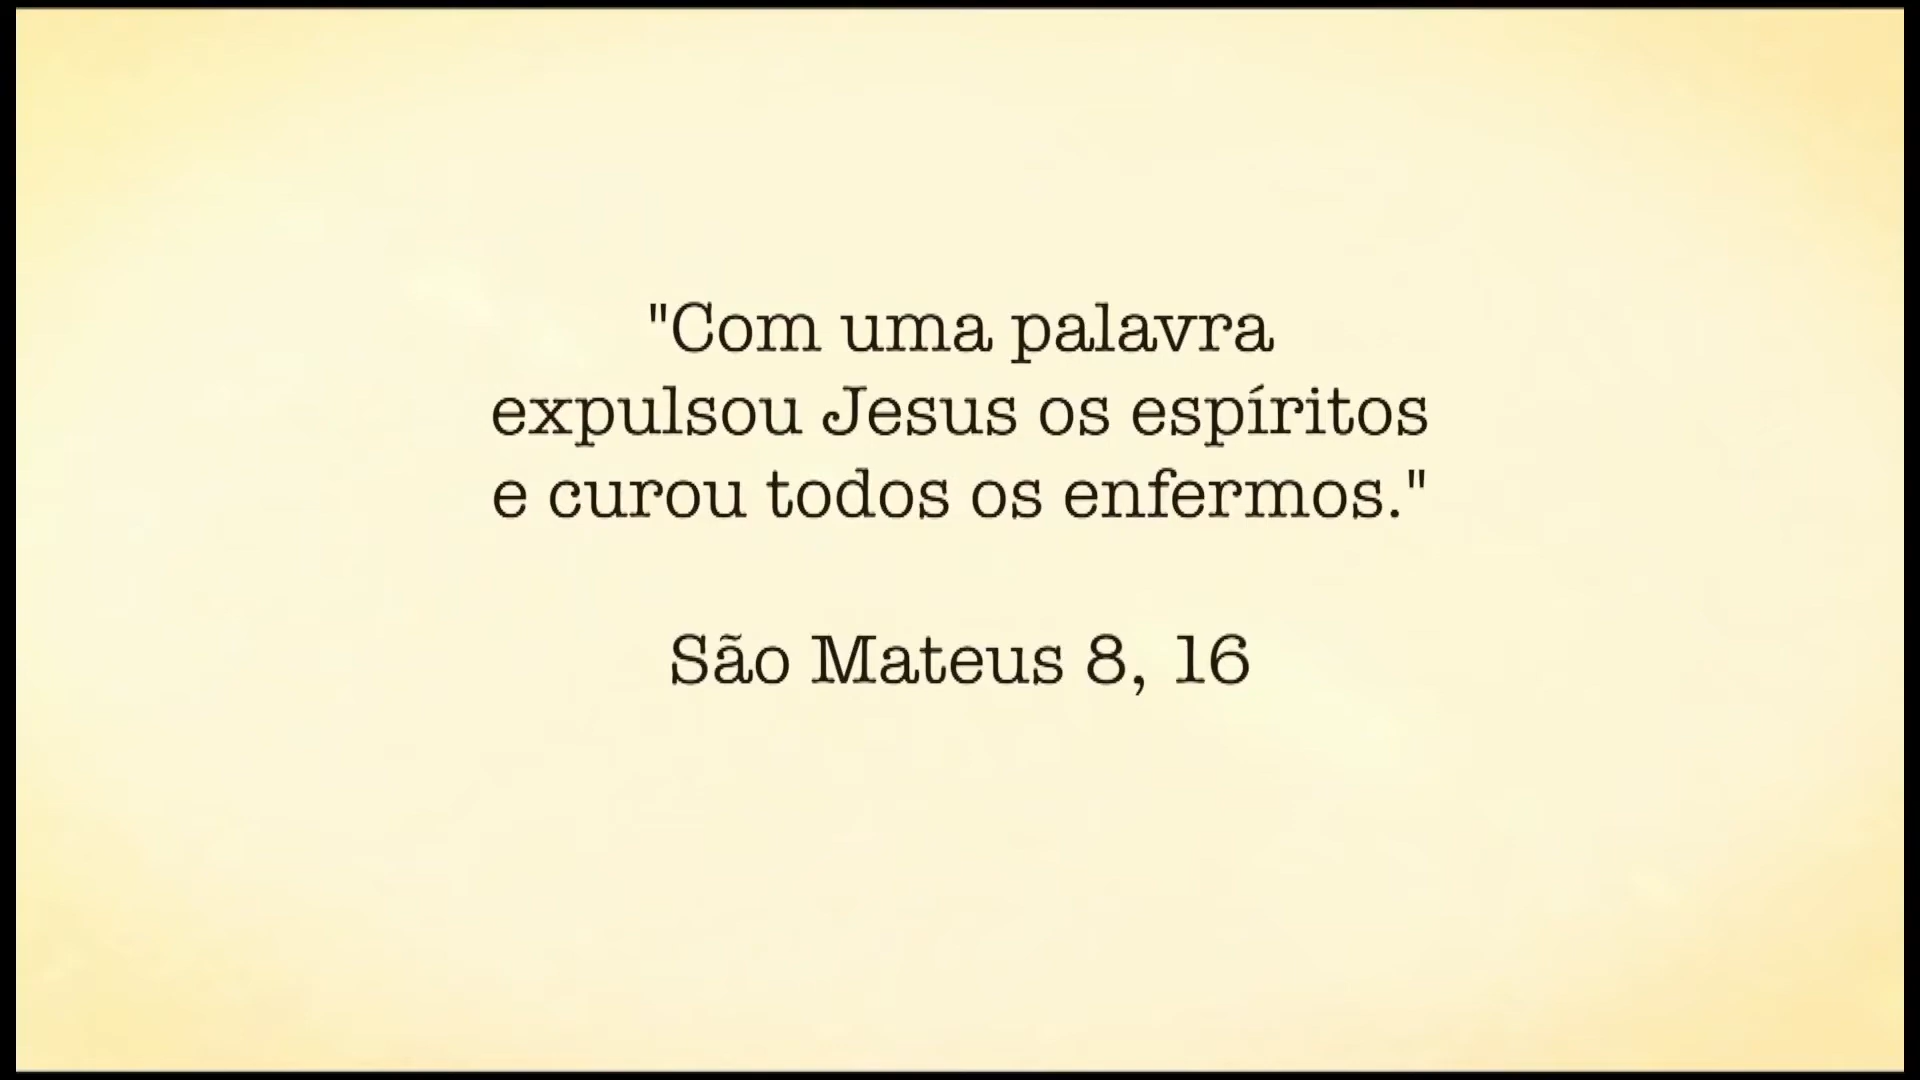 "Com uma palavra
expulsou Jesus os espíritos
e curou todos os enfermos."
São Mateus 8, 16